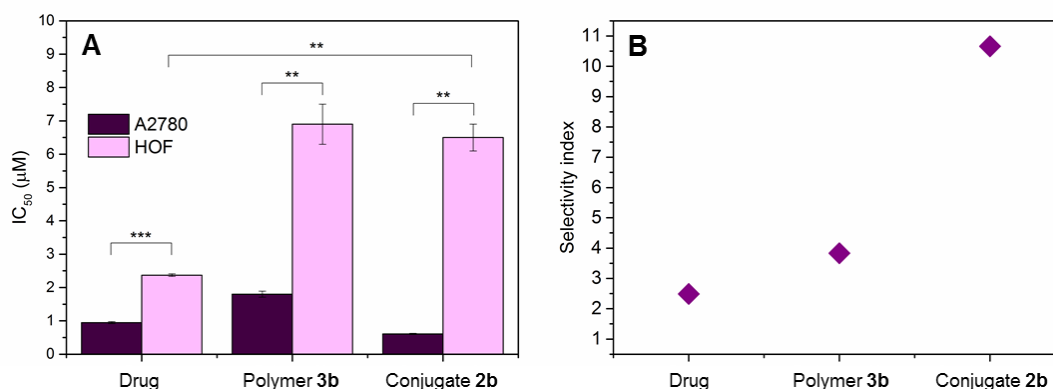 A
IC50 (μM)
10
9
8
7
6
5
4
3
2
1
0
A2780
HOF
***
**
**
**
Drug
Polymer 3b
Conjugate 2b
B
Selectivity index
11
10
9
8
7
6
5
4
3
2
1
Drug
Polymer 3b
Conjugate 2b